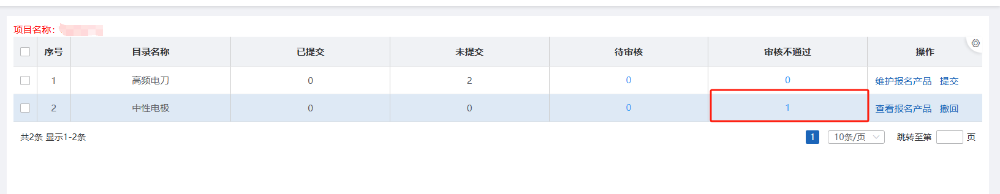 项目名称：
序号 目录名称 已提交 未提交 待审核 审核不通过 操作
1 高频电刀 0 2 0 0 维护报名产品 提交
2 中性电极 0 0 0 1 查看报名产品 撤回
共2条 显示1-2条 1 10条/页 跳转至第 页